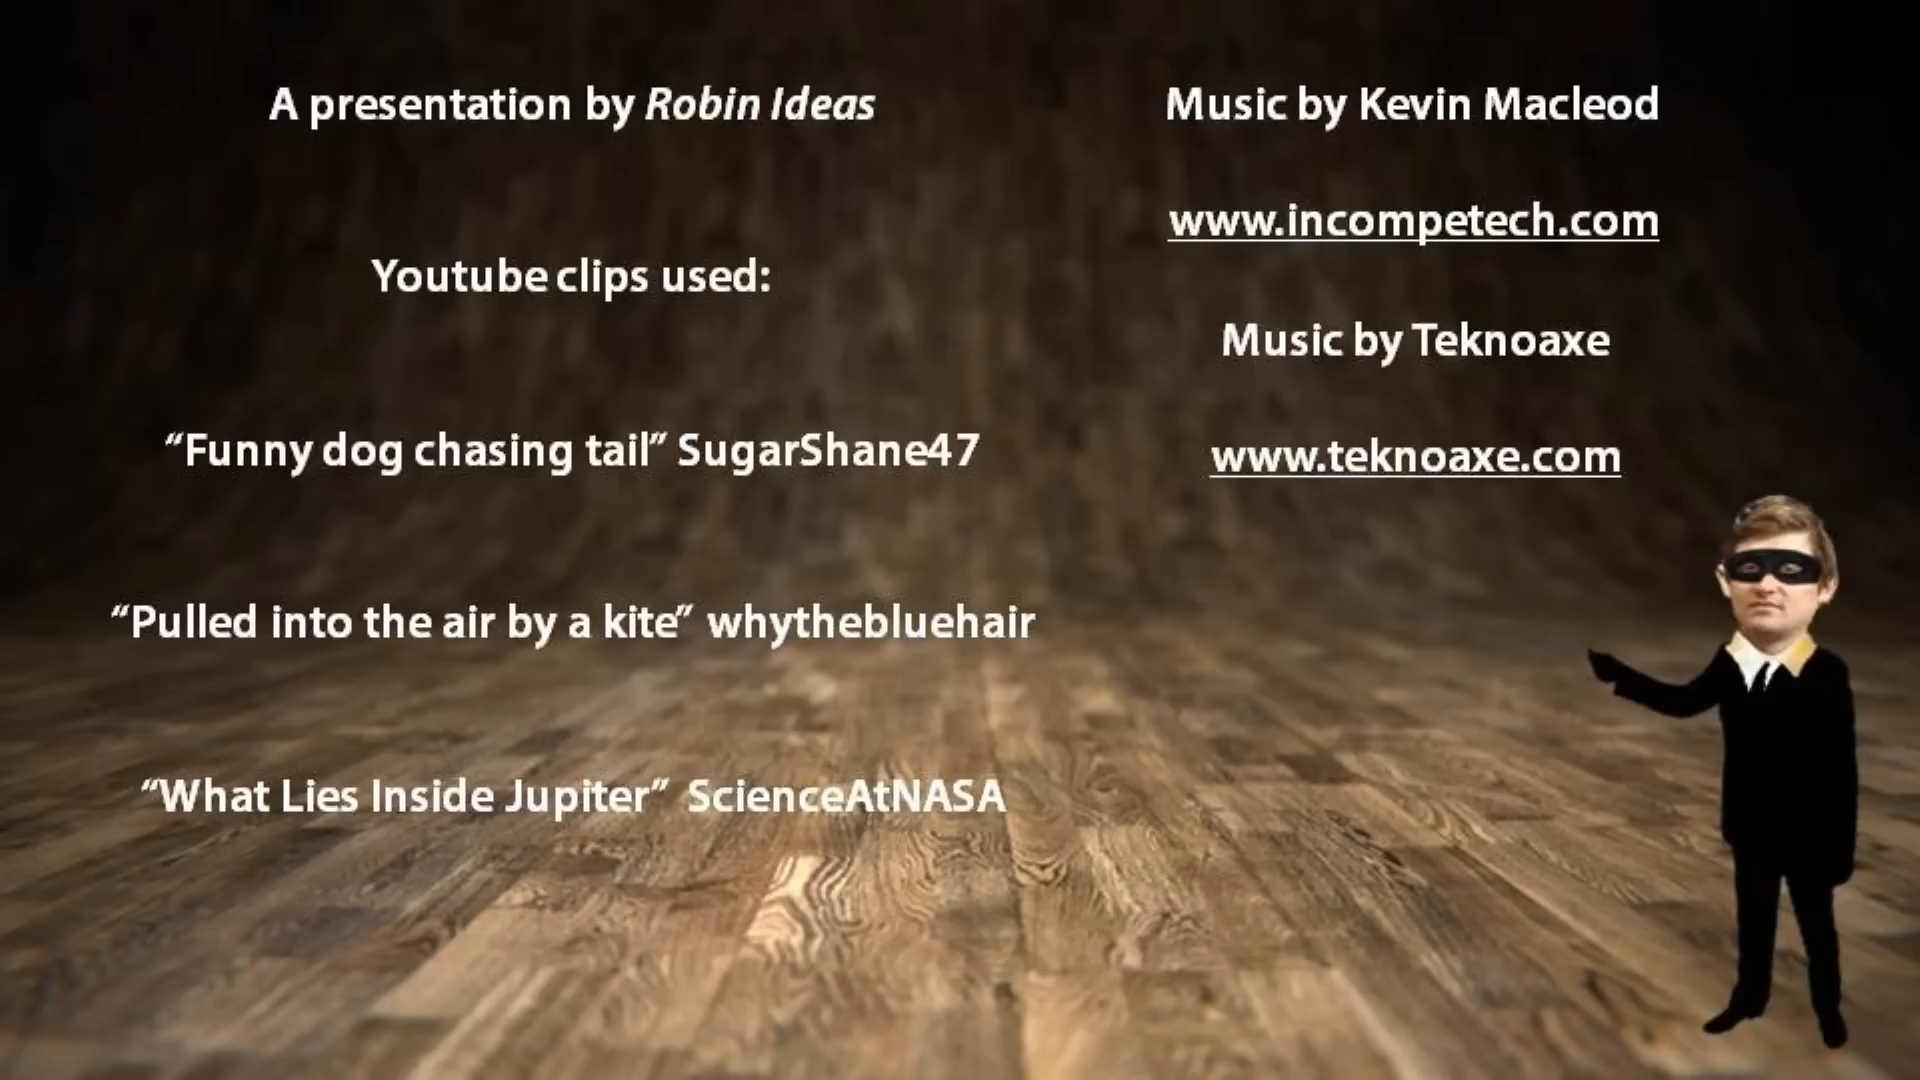 A presentation by Robin Ideas
Youtube clips used:
“Funny dog chasing tail” SugarShane47
“Pulled into the air by a kite” whythebluehair
“What Lies Inside Jupiter” ScienceAtNASA
Music by Kevin Macleod
www.incompetech.com
Music by Teknoaxe
www.teknoaxe.com